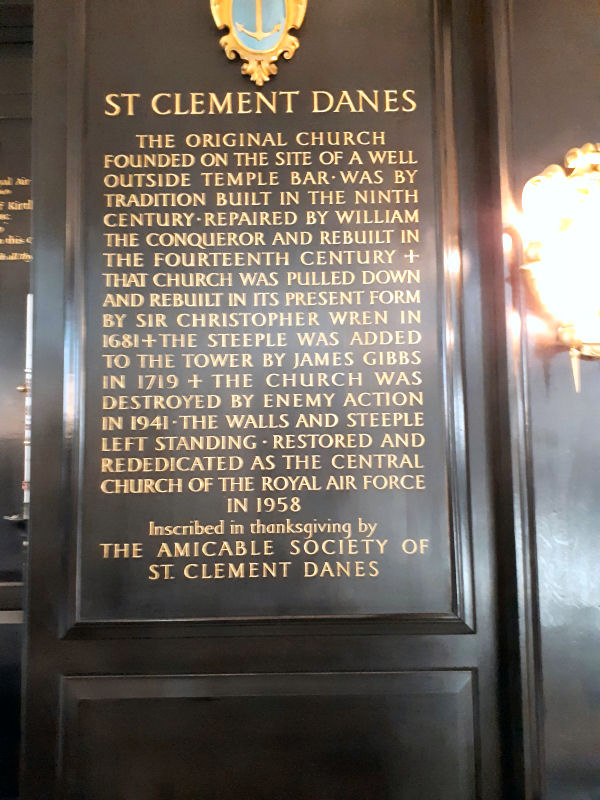 ST CLEMENT DANES
THE ORIGINAL CHURCH
FOUNDED ON THE SITE OF A WELL
OUTSIDE TEMPLE BAR·WAS BY
TRADITION BUILT IN THE NINTH
CENTURY·REPAIRED BY WILLIAM
THE CONQUEROR AND REBUILT IN
THE FOURTEENTH CENTURY +
THAT CHURCH WAS PULLED DOWN
AND REBUILT IN ITS PRESENT FORM
BY SIR CHRISTOPHER WREN IN
1681+THE STEEPLE WAS ADDED
TO THE TOWER BY JAMES GIBBS
IN 1719 + THE CHURCH WAS
DESTROYED BY ENEMY ACTION
IN 1941·THE WALLS AND STEEPLE
LEFT STANDING·RESTORED AND
REDEDICATED AS THE CENTRAL
CHURCH OF THE ROYAL AIR FORCE
IN 1958
Inscribed in thanksgiving by
THE AMICABLE SOCIETY OF
ST. CLEMENT DANES